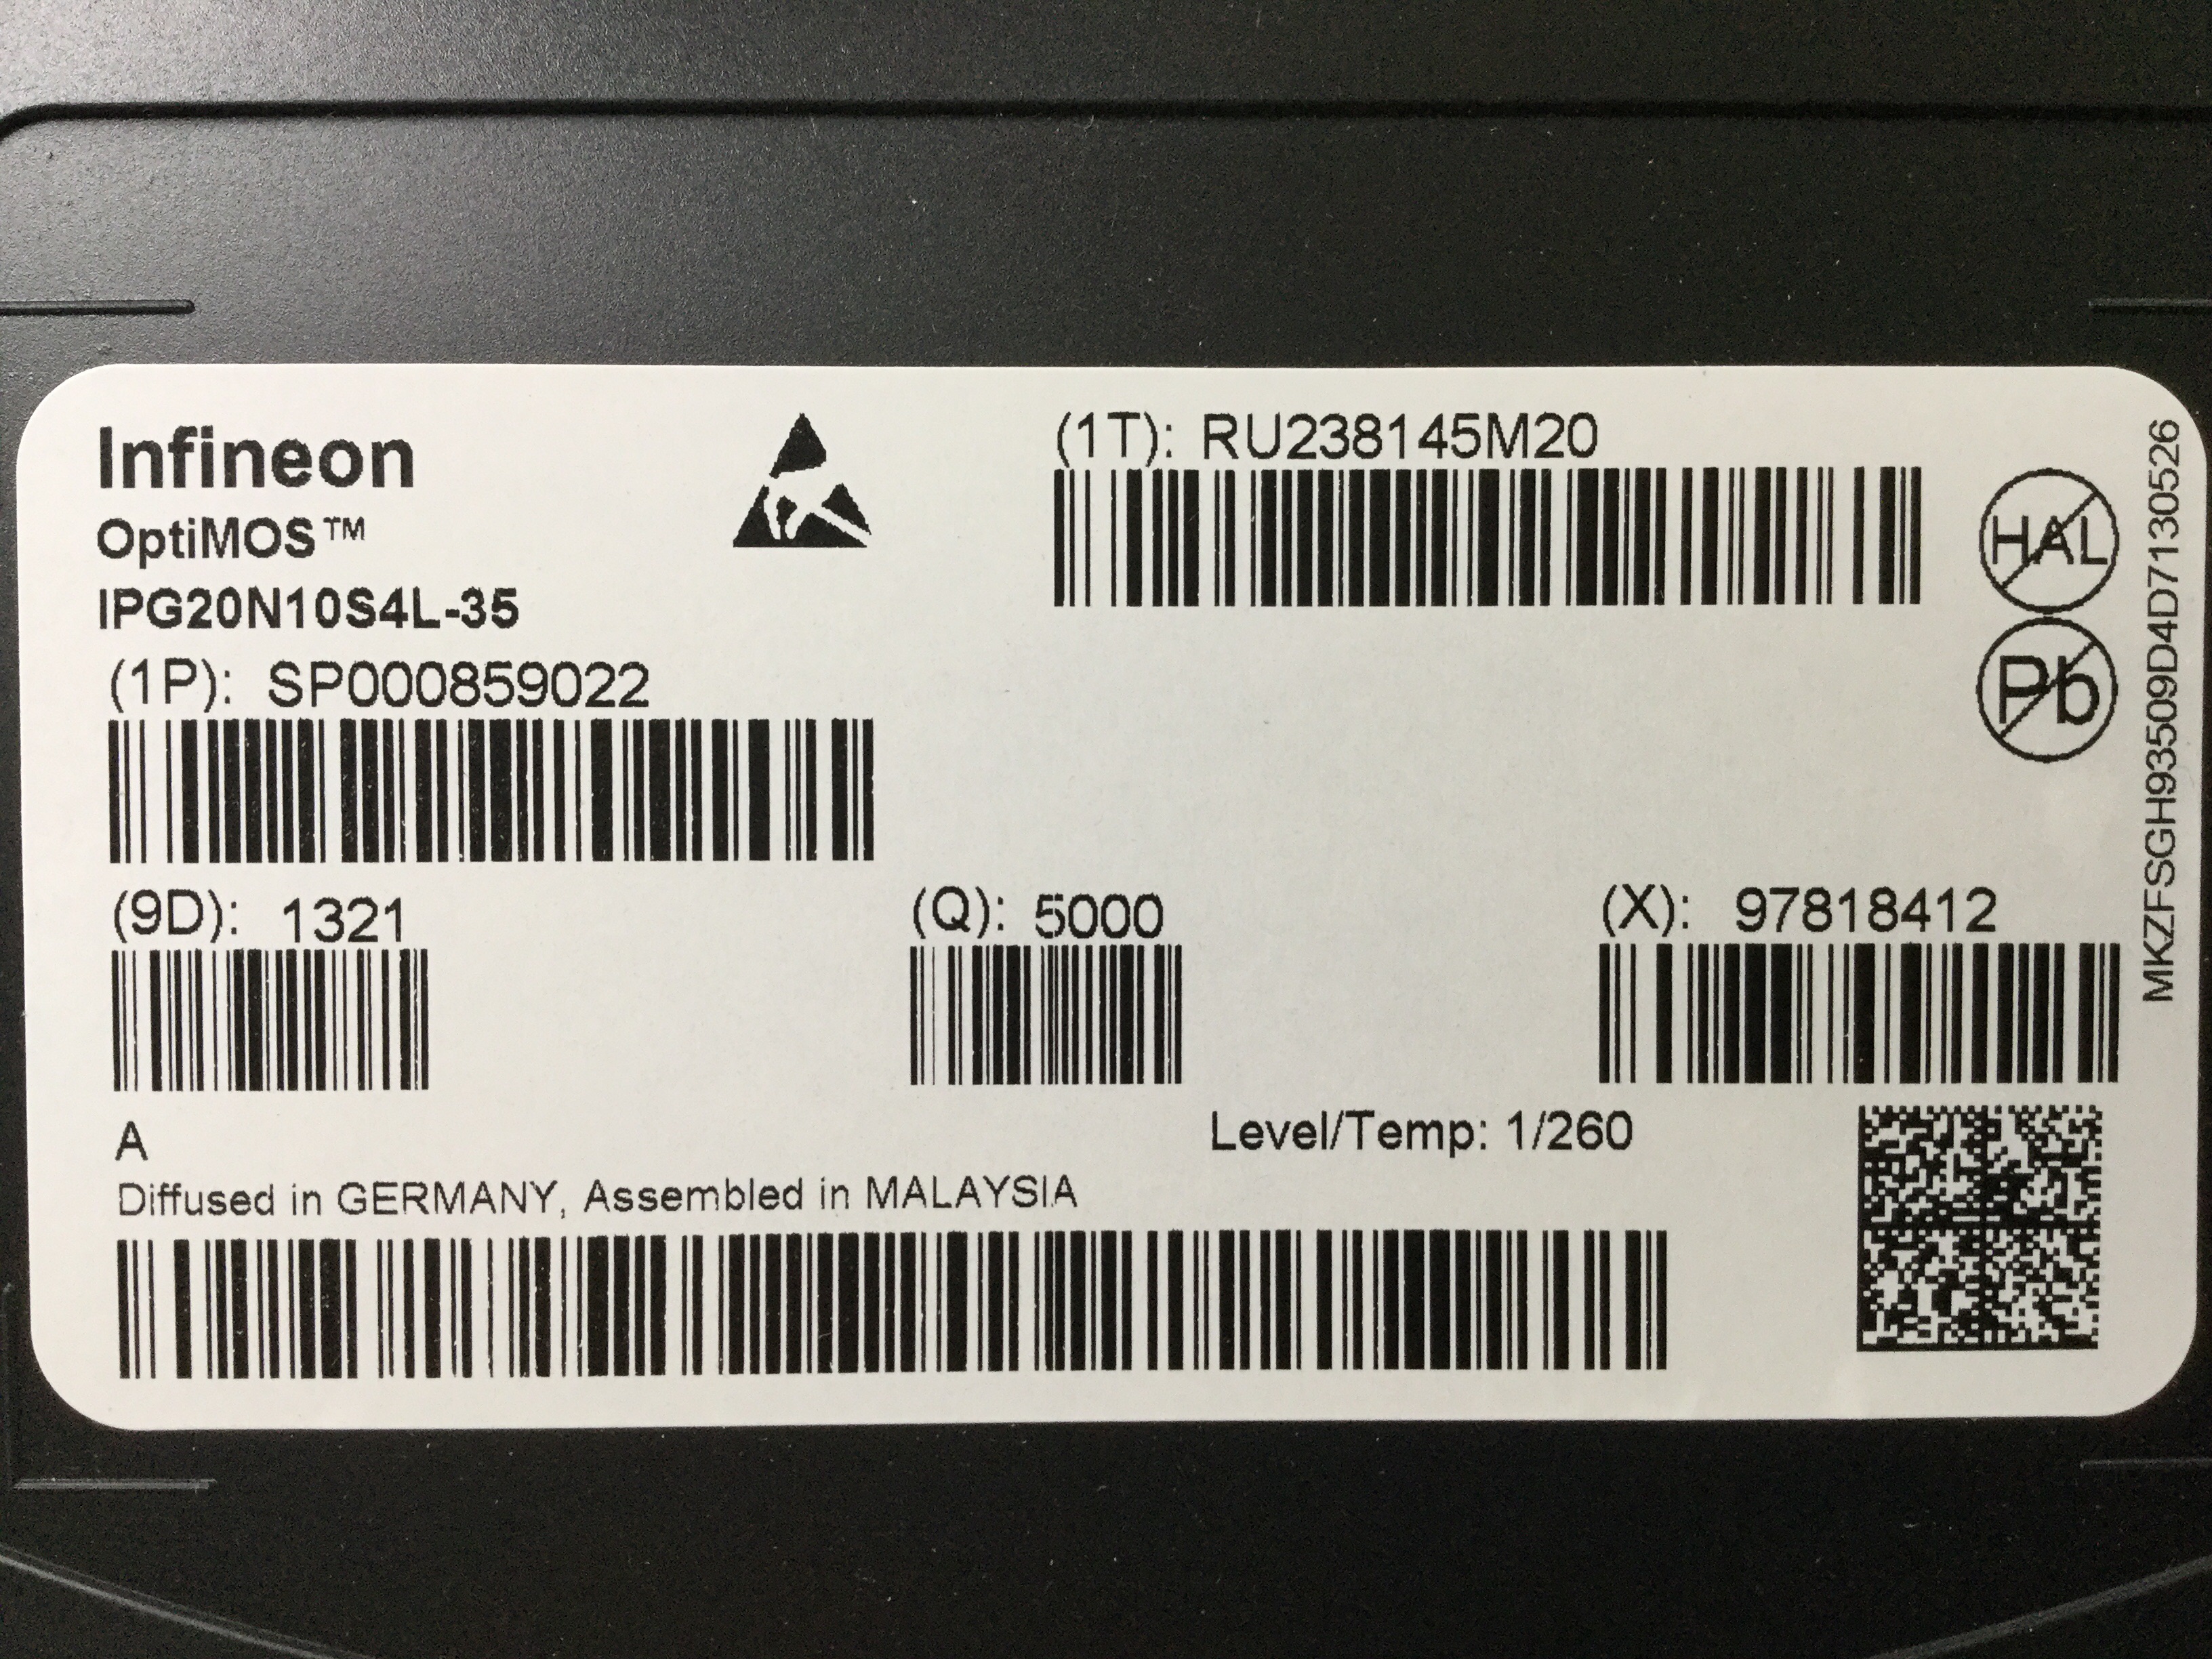 Infineon
OptiMOS™
IPG20N10S4L-35
(1P): SP000859022
(1T): RU238145M20
HAL
Pb
(9D): 1321
(Q): 5000
(X): 97818412
A
Level/Temp: 1/260
Diffused in GERMANY, Assembled in MALAYSIA
MKZFSGH93509D4D7130526